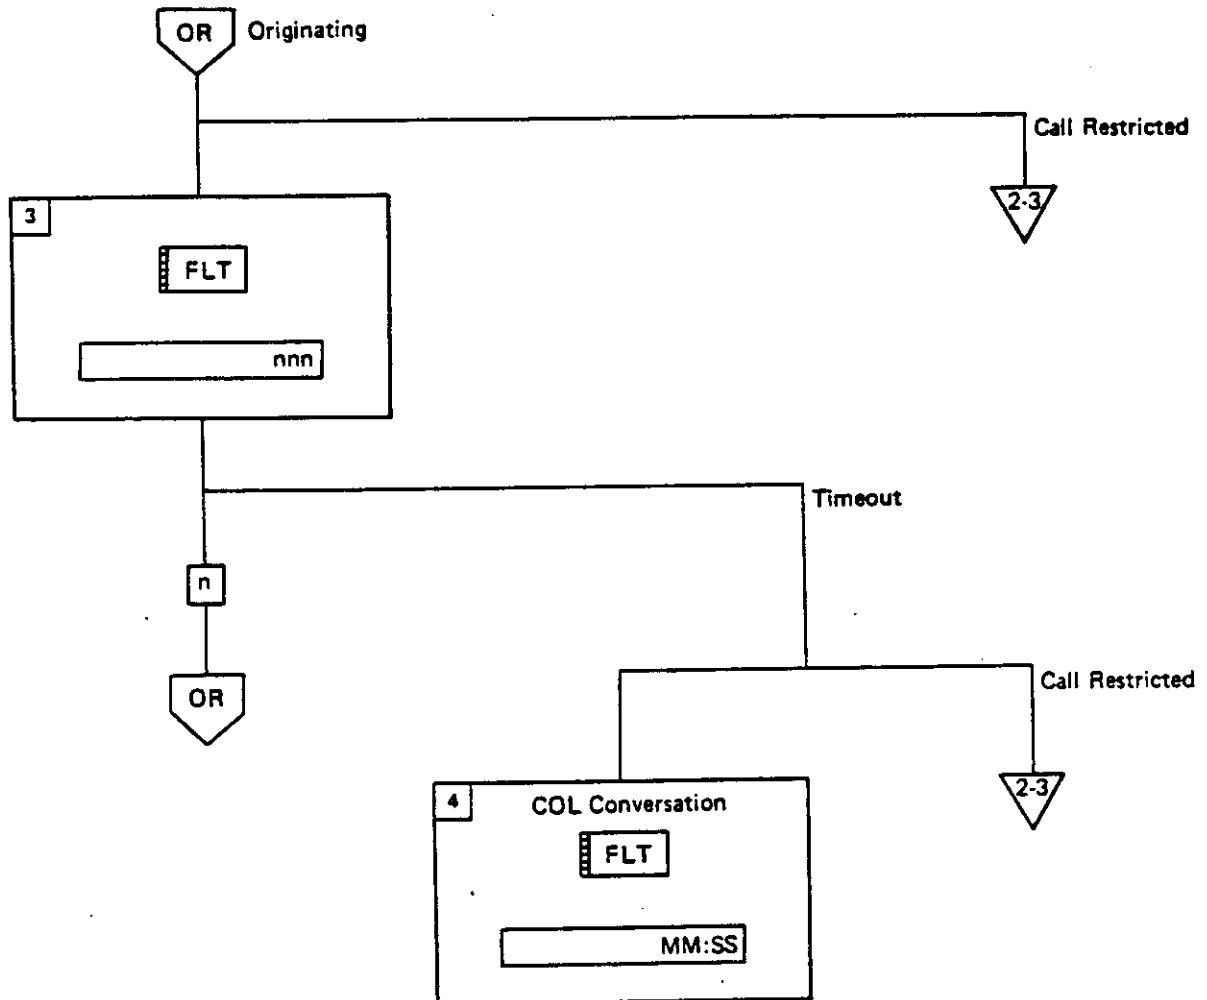 OR Originating
Call Restricted
2-3
3
FLT
nnn
Timeout
n
OR
Call Restricted
2-3
4 COL Conversation
FLT
MM:SS